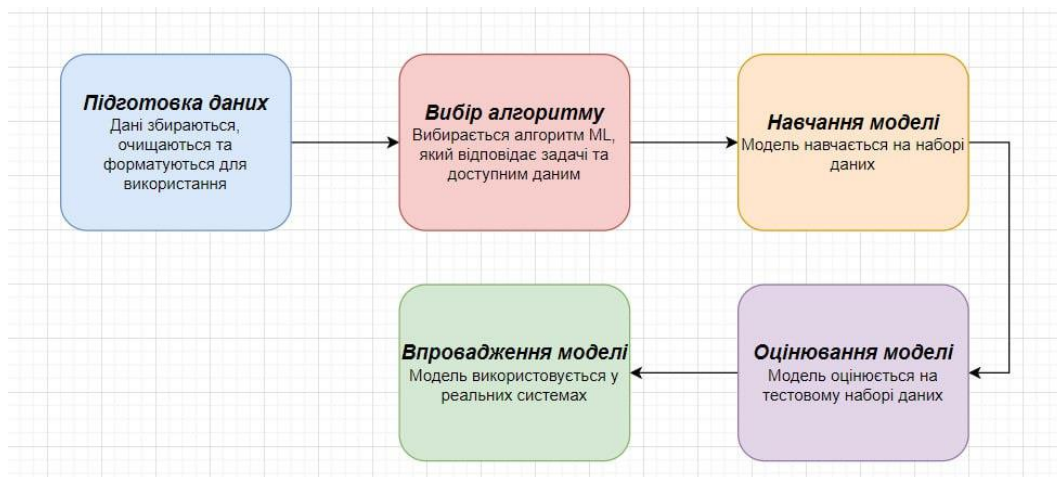 Підготовка даних
Дані збираються,
очищаються та
форматуються для
використання
Вибір алгоритму
Вибирається алгоритм ML,
який відповідає задачі та
доступним даним
Навчання моделі
Модель навчається на наборі
даних
Впровадження моделі
Модель використовується у
реальних системах
Оцінювання моделі
Модель оцінюється на
тестовому наборі даних